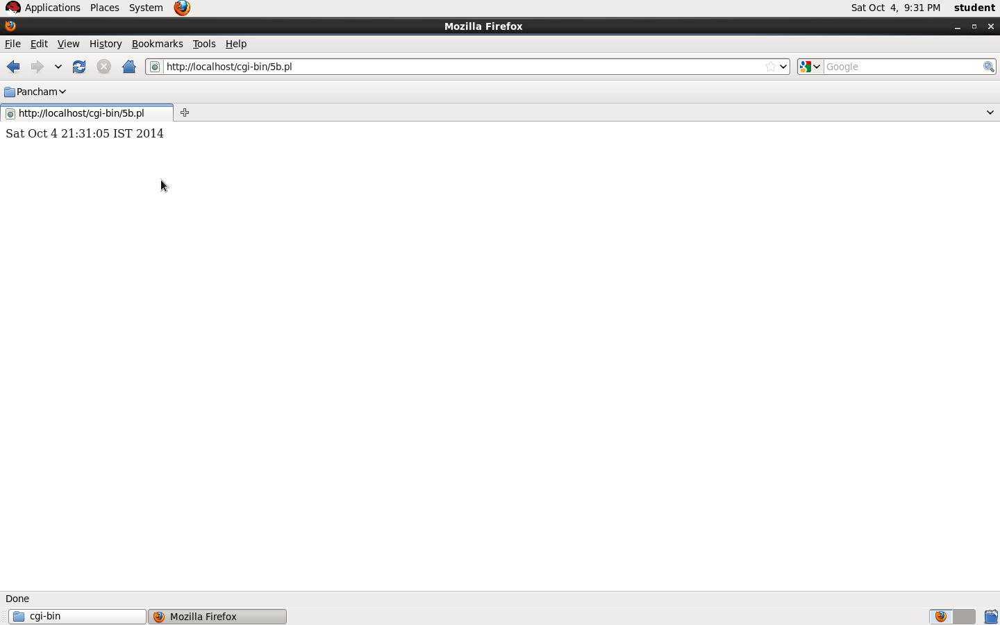 Applications Places System Sat Oct 4, 9:31 PM student
Mozilla Firefox
File Edit View History Bookmarks Tools Help
http://localhost/cgi-bin/5b.pl Google
Pancham
http://localhost/cgi-bin/5b.pl
Sat Oct 4 21:31:05 IST 2014
Done
cgi-bin Mozilla Firefox